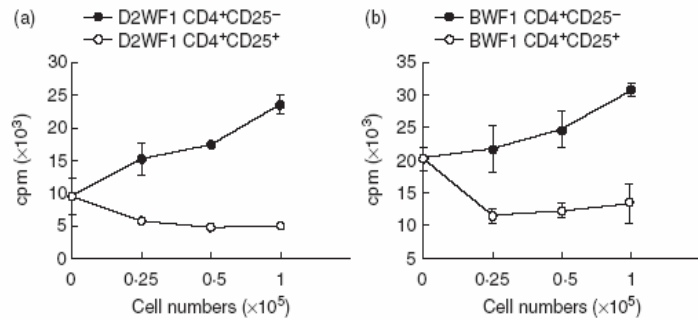 (a)
D2WF1 CD4⁺CD25⁻
D2WF1 CD4⁺CD25⁺
30
25
20
15
10
5
0
cpm (×10³)
0
0·25
0·5
1
Cell numbers (×10⁵)
(b)
BWF1 CD4⁺CD25⁻
BWF1 CD4⁺CD25⁺
35
30
25
20
15
10
5
cpm (×10³)
0
0·25
0·5
1
Cell numbers (×10⁵)